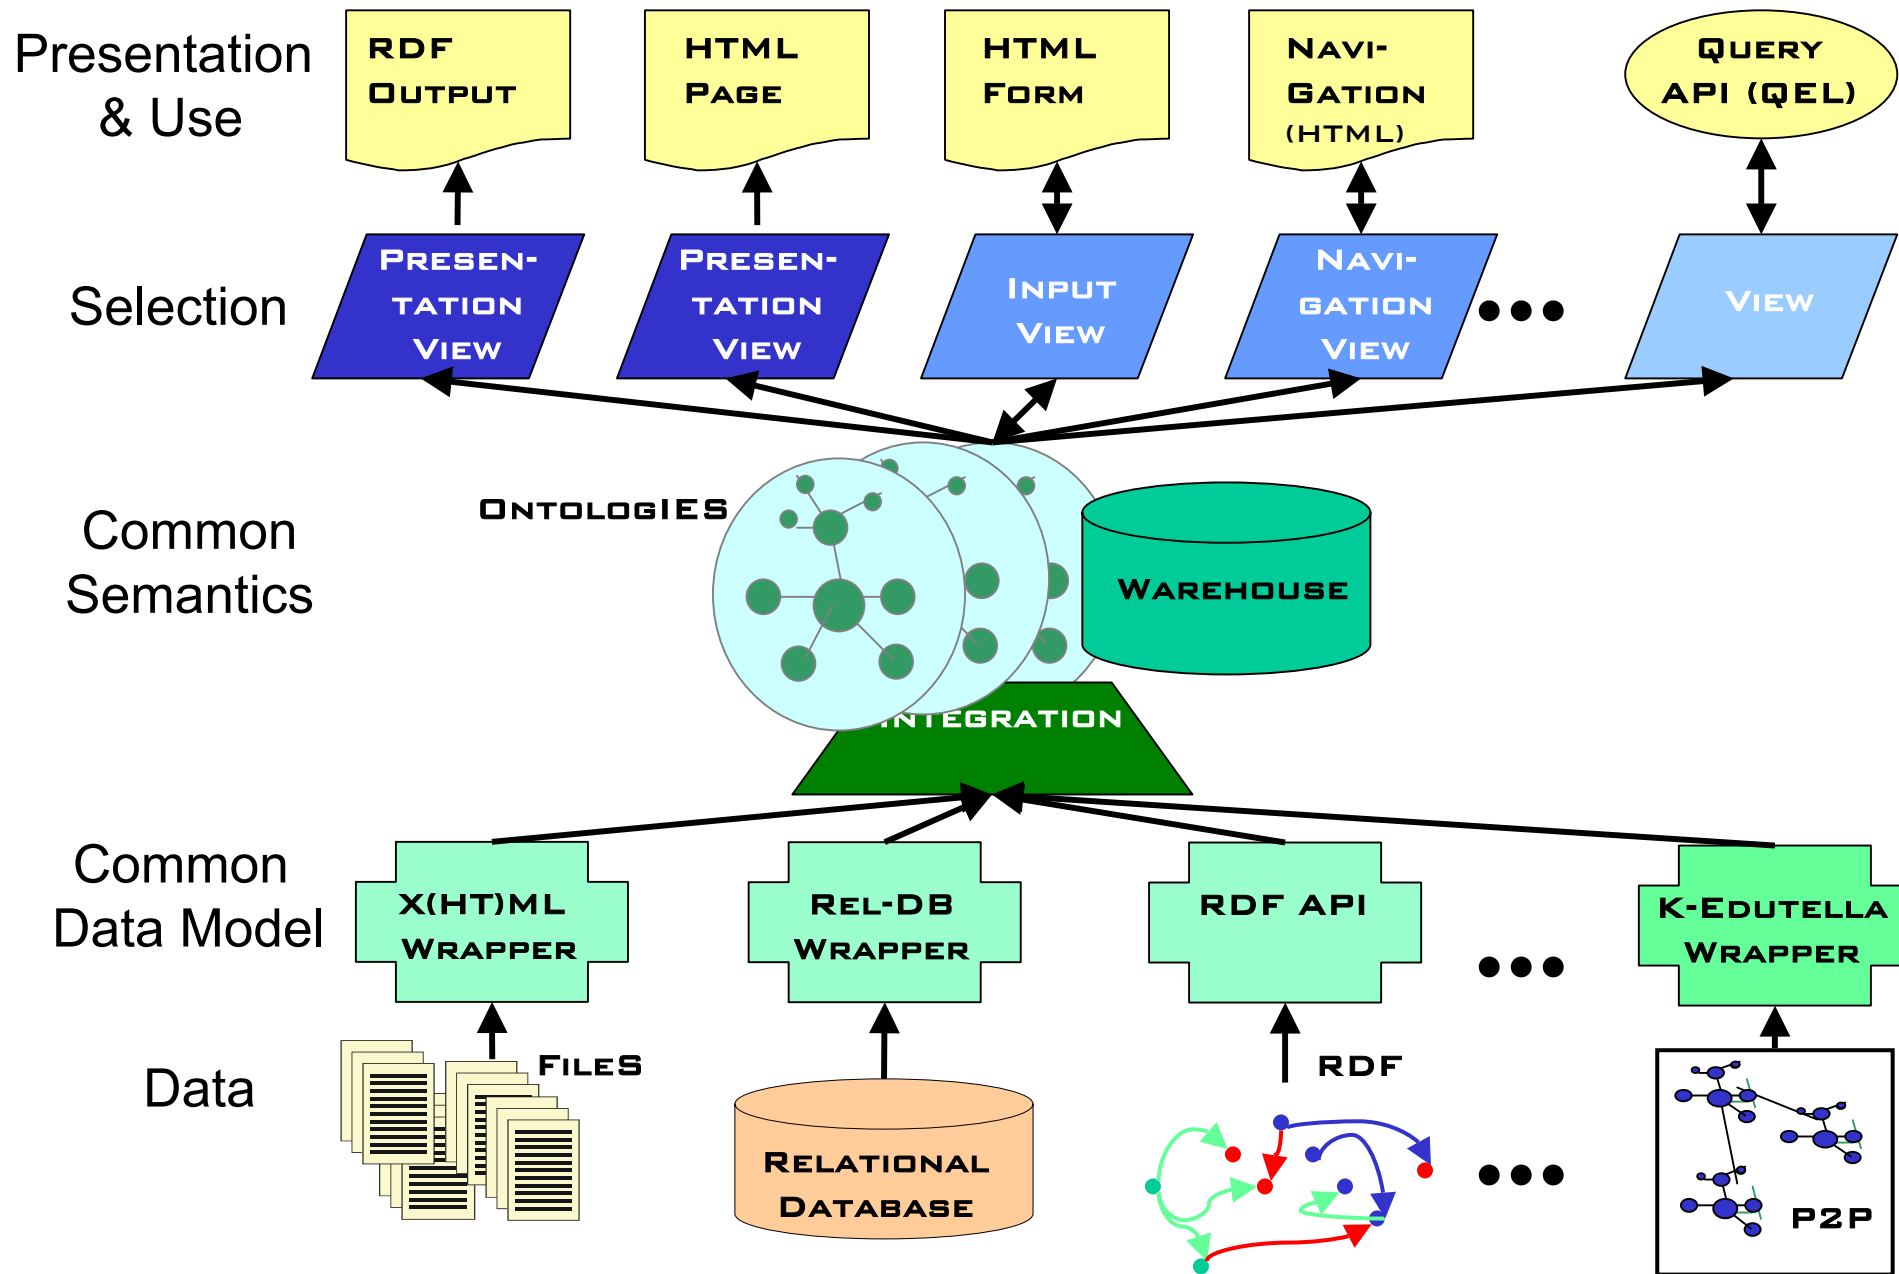 Presentation
& Use
RDF
OUTPUT
HTML
PAGE
HTML
FORM
NAVI-
GATION
(HTML)
QUERY
API (QEL)
Selection
PRESEN-
TATION
VIEW
PRESEN-
TATION
VIEW
INPUT
VIEW
NAVI-
GATION
VIEW
VIEW
Common
Semantics
ONTOLOGIES
WAREHOUSE
INTEGRATION
Common
Data Model
X(HT)ML
WRAPPER
REL-DB
WRAPPER
RDF API
K-EDUTELLA
WRAPPER
Data
FILES
RELATIONAL
DATABASE
RDF
P2P